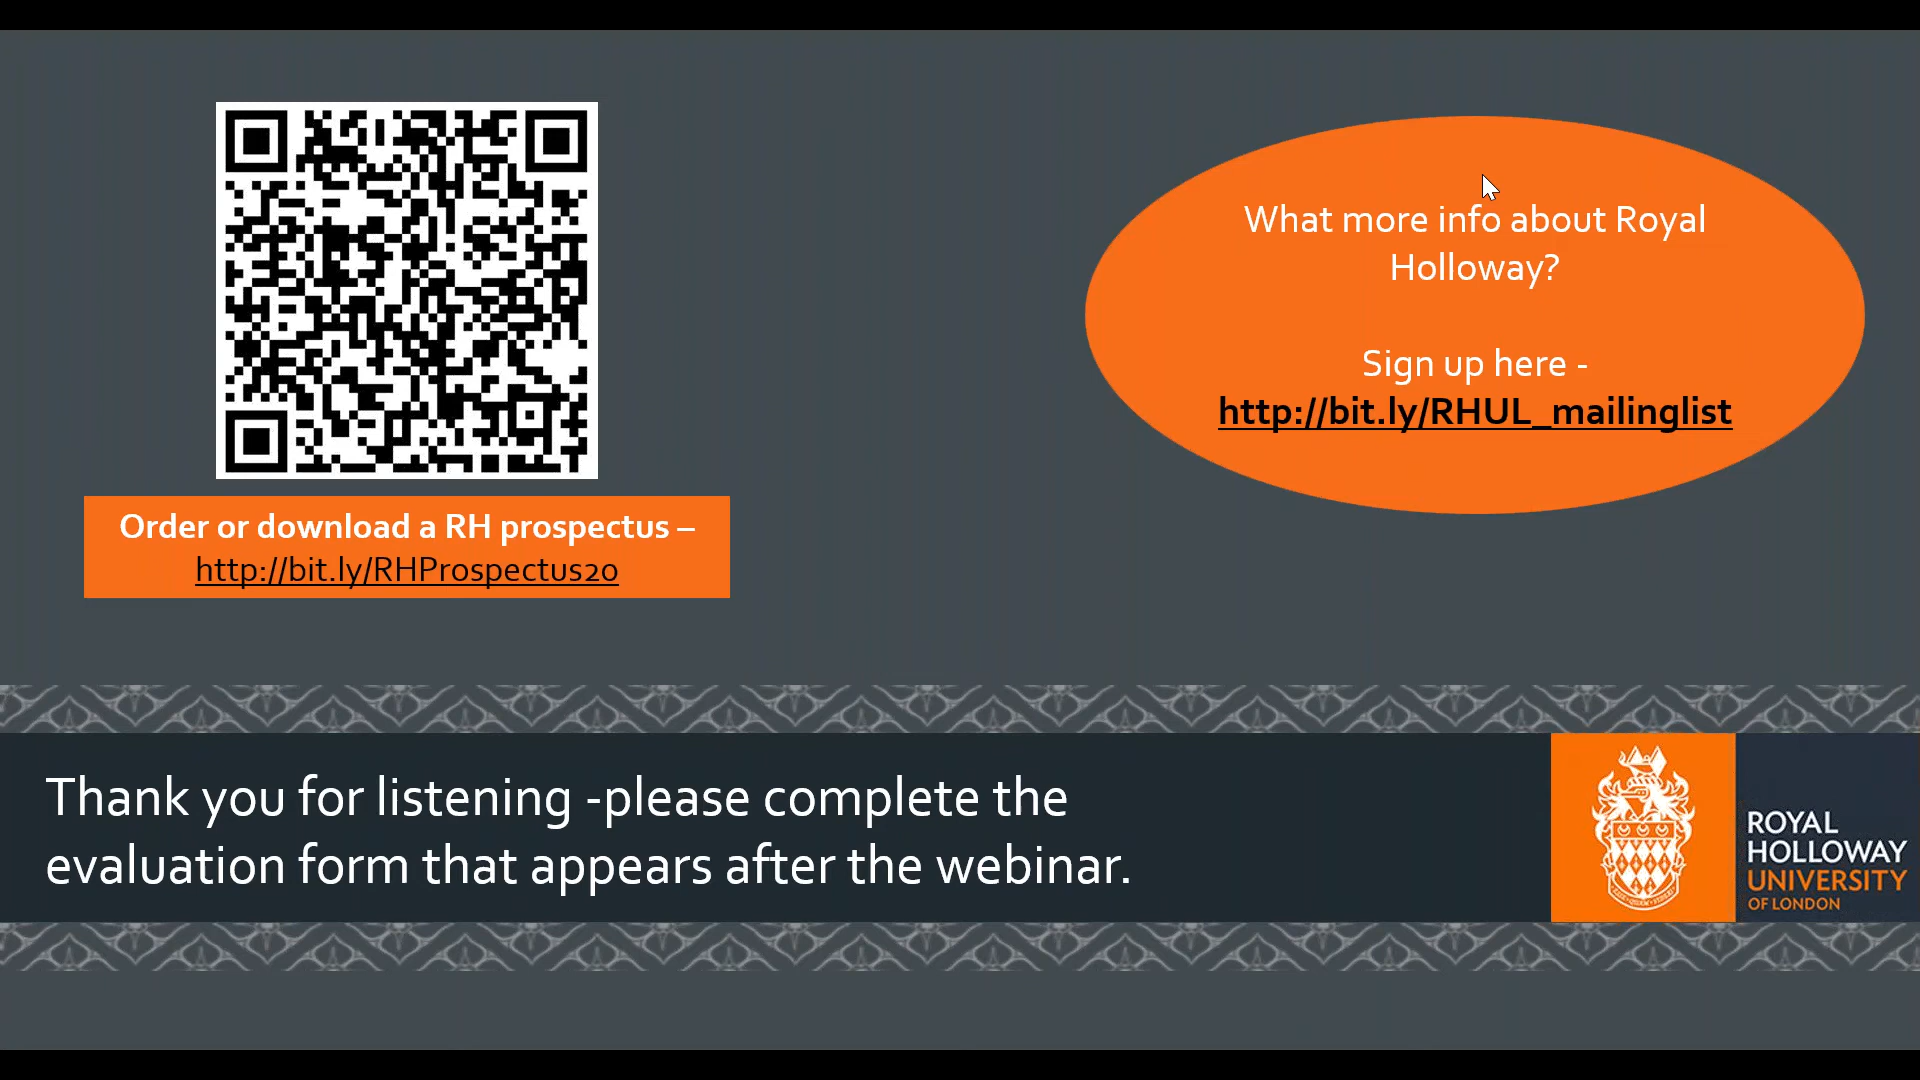 What more info about Royal
Holloway?
Sign up here -
http://bit.ly/RHUL_mailinglist
Order or download a RH prospectus –
http://bit.ly/RHProspectus20
Thank you for listening -please complete the
evaluation form that appears after the webinar.
ROYAL
HOLLOWAY
UNIVERSITY
OF LONDON